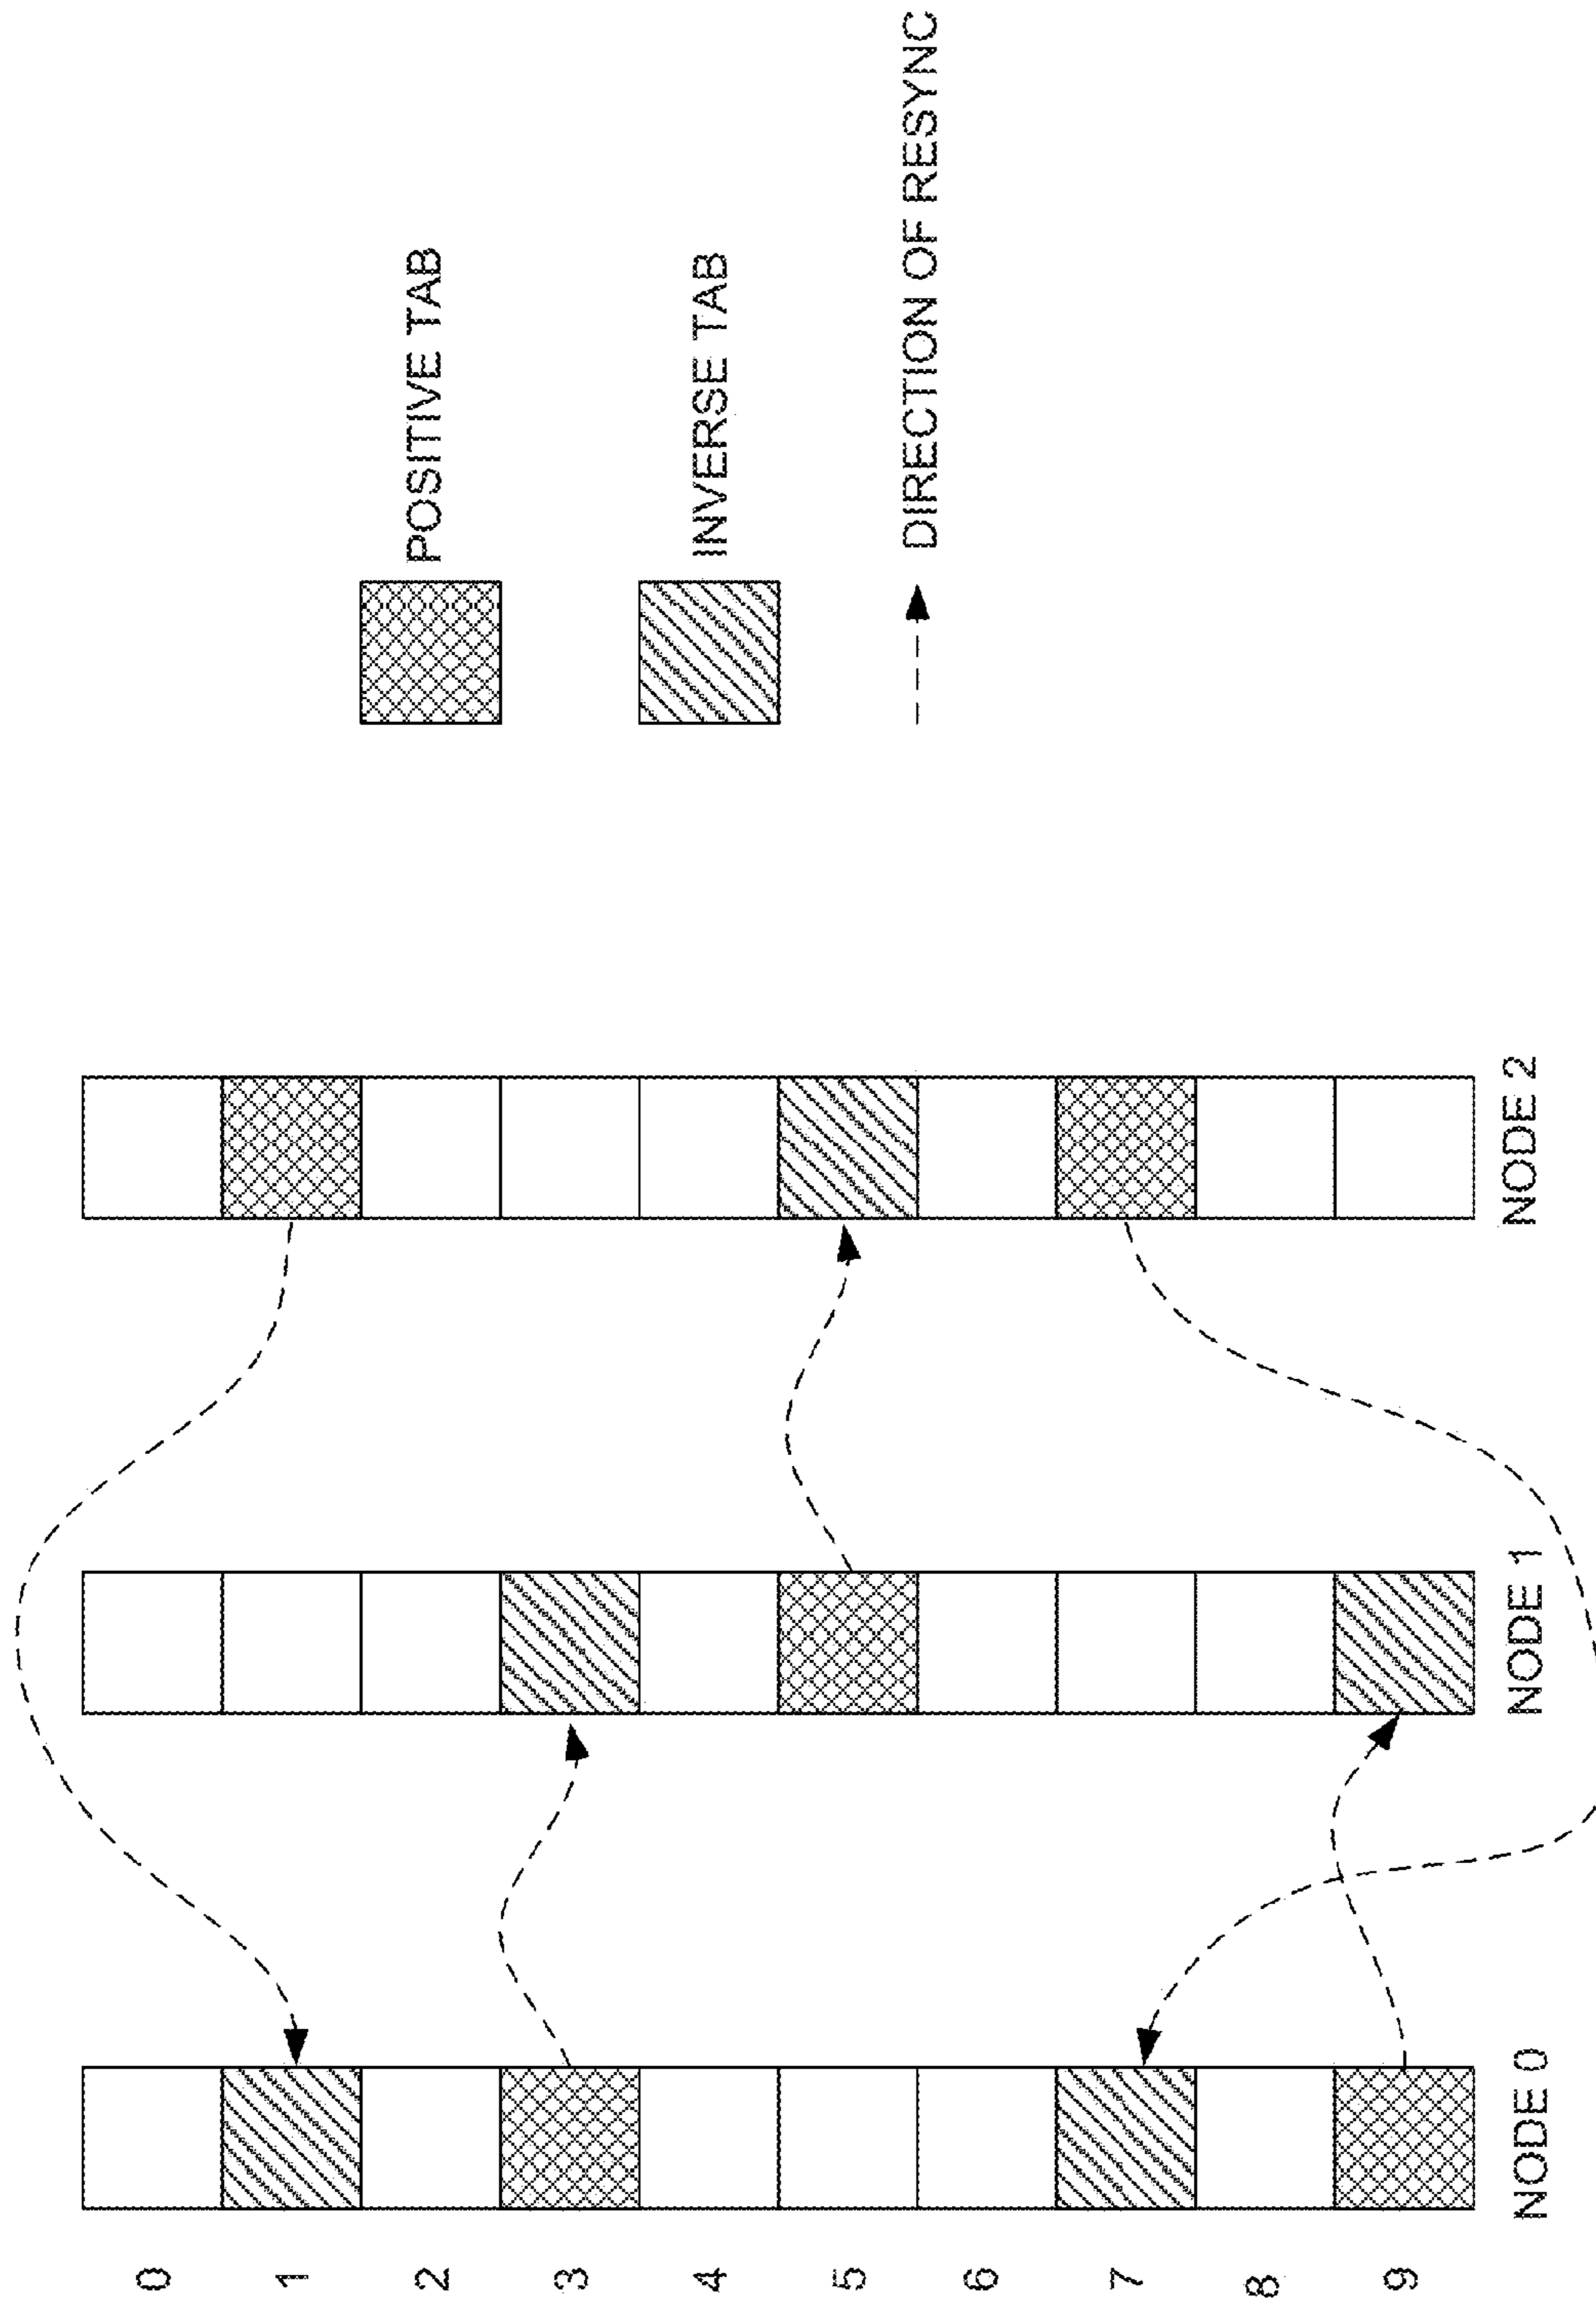 0
1
2
3
4
5
6
7
8
9
NODE 0
NODE 1
NODE 2
POSITIVE TAB
INVERSE TAB
DIRECTION OF RESYNC